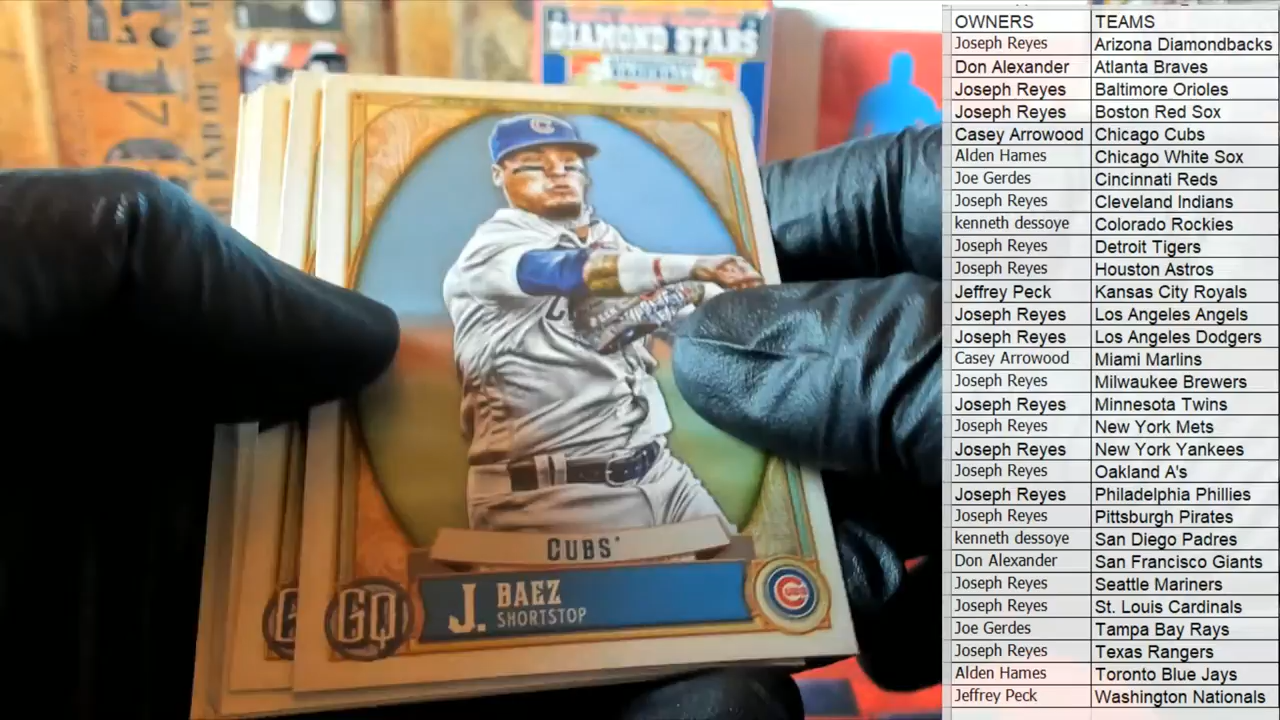 DIAMOND STARS
CUBS
J. BAEZ
SHORTSTOP
GQ
CUBS
OWNERS TEAMS
Joseph Reyes Arizona Diamondbacks
Don Alexander Atlanta Braves
Joseph Reyes Baltimore Orioles
Joseph Reyes Boston Red Sox
Casey Arrowood Chicago Cubs
Alden Hames Chicago White Sox
Joe Gerdes Cincinnati Reds
Joseph Reyes Cleveland Indians
kenneth dessoye Colorado Rockies
Joseph Reyes Detroit Tigers
Joseph Reyes Houston Astros
Jeffrey Peck Kansas City Royals
Joseph Reyes Los Angeles Angels
Joseph Reyes Los Angeles Dodgers
Casey Arrowood Miami Marlins
Joseph Reyes Milwaukee Brewers
Joseph Reyes Minnesota Twins
Joseph Reyes New York Mets
Joseph Reyes New York Yankees
Joseph Reyes Oakland A's
Joseph Reyes Philadelphia Phillies
Joseph Reyes Pittsburgh Pirates
kenneth dessoye San Diego Padres
Don Alexander San Francisco Giants
Joseph Reyes Seattle Mariners
Joseph Reyes St. Louis Cardinals
Joe Gerdes Tampa Bay Rays
Joseph Reyes Texas Rangers
Alden Hames Toronto Blue Jays
Jeffrey Peck Washington Nationals